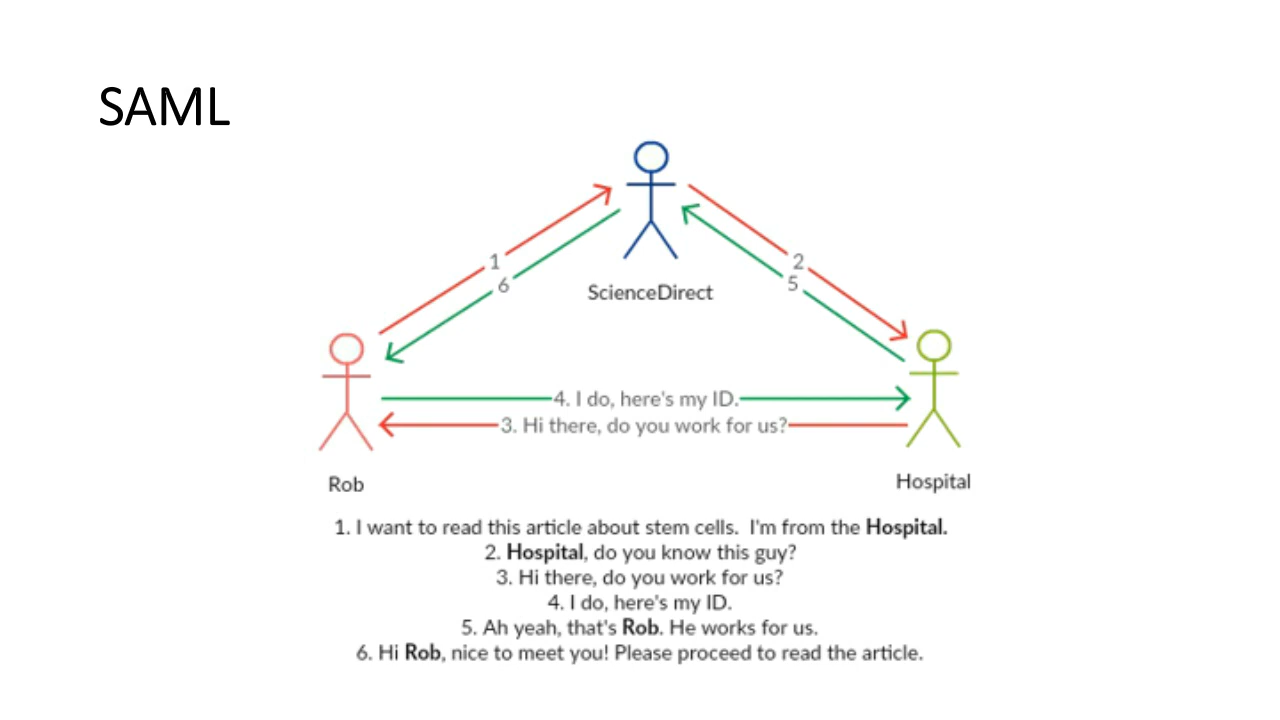 SAML
1
6
2
5
ScienceDirect
4. I do, here's my ID.
3. Hi there, do you work for us?
Rob
Hospital
1. I want to read this article about stem cells.  I'm from the Hospital.
2. Hospital, do you know this guy?
3. Hi there, do you work for us?
4. I do, here's my ID.
5. Ah yeah, that's Rob. He works for us.
6. Hi Rob, nice to meet you! Please proceed to read the article.